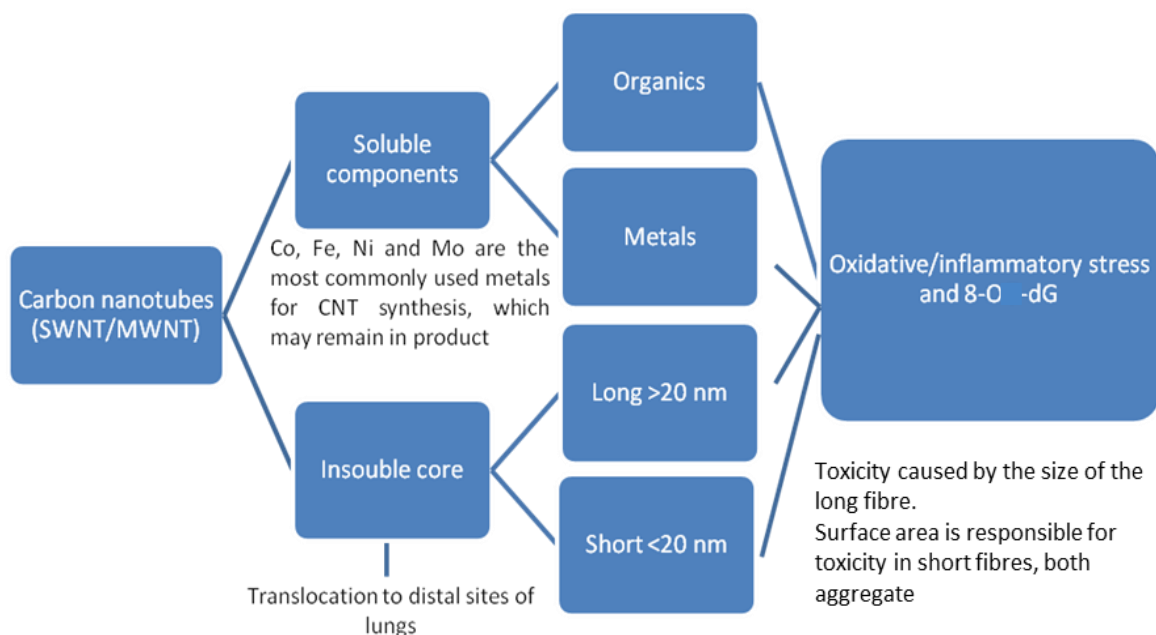 Organics
Soluble
components
Metals
Co, Fe, Ni and Mo are the
most commonly used metals
for CNT synthesis, which
may remain in product
Carbon nanotubes
(SWNT/MWNT)
Oxidative/inflammatory stress
and 8-O -dG
Long >20 nm
Insouble core
Short <20 nm
Translocation to distal sites of
lungs
Toxicity caused by the size of the
long fibre.
Surface area is responsible for
toxicity in short fibres, both
aggregate